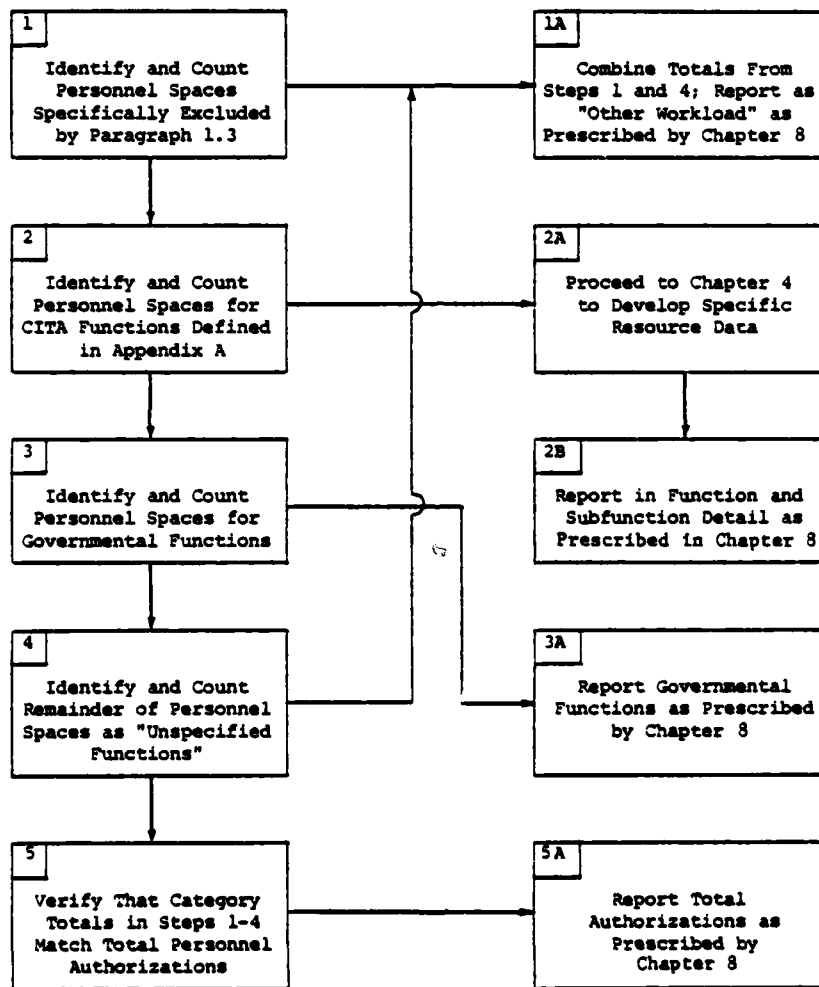 1
Identify and Count
Personnel Spaces
Specifically Excluded
by Paragraph 1.3
1A
Combine Totals From
Steps 1 and 4; Report as
"Other Workload" as
Prescribed by Chapter 8
2
Identify and Count
Personnel Spaces for
CITA Functions Defined
in Appendix A
2A
Proceed to Chapter 4
to Develop Specific
Resource Data
3
Identify and Count
Personnel Spaces for
Governmental Functions
2B
Report in Function and
Subfunction Detail as
Prescribed in Chapter 8
4
Identify and Count
Remainder of Personnel
Spaces as "Unspecified
Functions"
3A
Report Governmental
Functions as Prescribed
by Chapter 8
5
Verify That Category
Totals in Steps 1-4
Match Total Personnel
Authorizations
5A
Report Total
Authorizations as
Prescribed by
Chapter 8